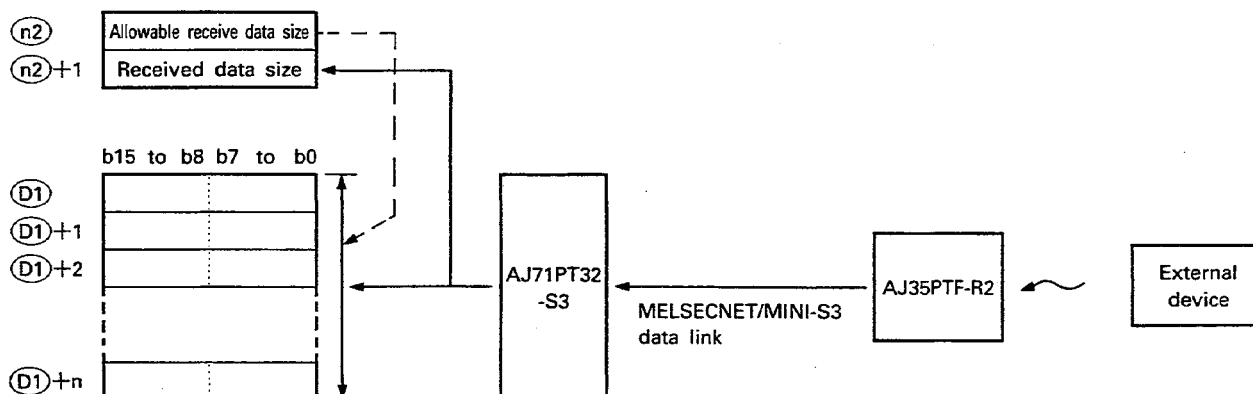 n2 Allowable receive data size
n2 +1 Received data size
b15 to b8 b7 to b0
D1
D1 +1
D1 +2
D1 +n
AJ71PT32
-S3
MELSECNET/MINI-S3
data link
AJ35PTF-R2
External
device